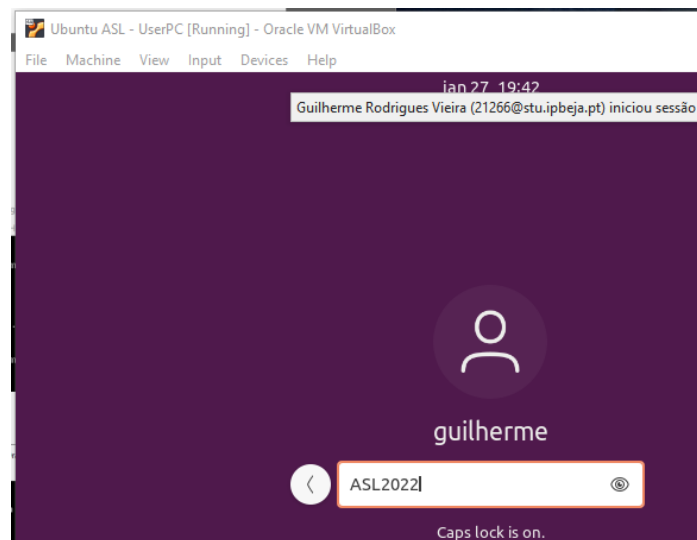 Ubuntu ASL - UserPC [Running] - Oracle VM VirtualBox
File Machine View Input Devices Help
jan 27 19:42
Guilherme Rodrigues Vieira (21266@stu.ipbeja.pt) iniciou sessão
guilherme
ASL2022
Caps lock is on.